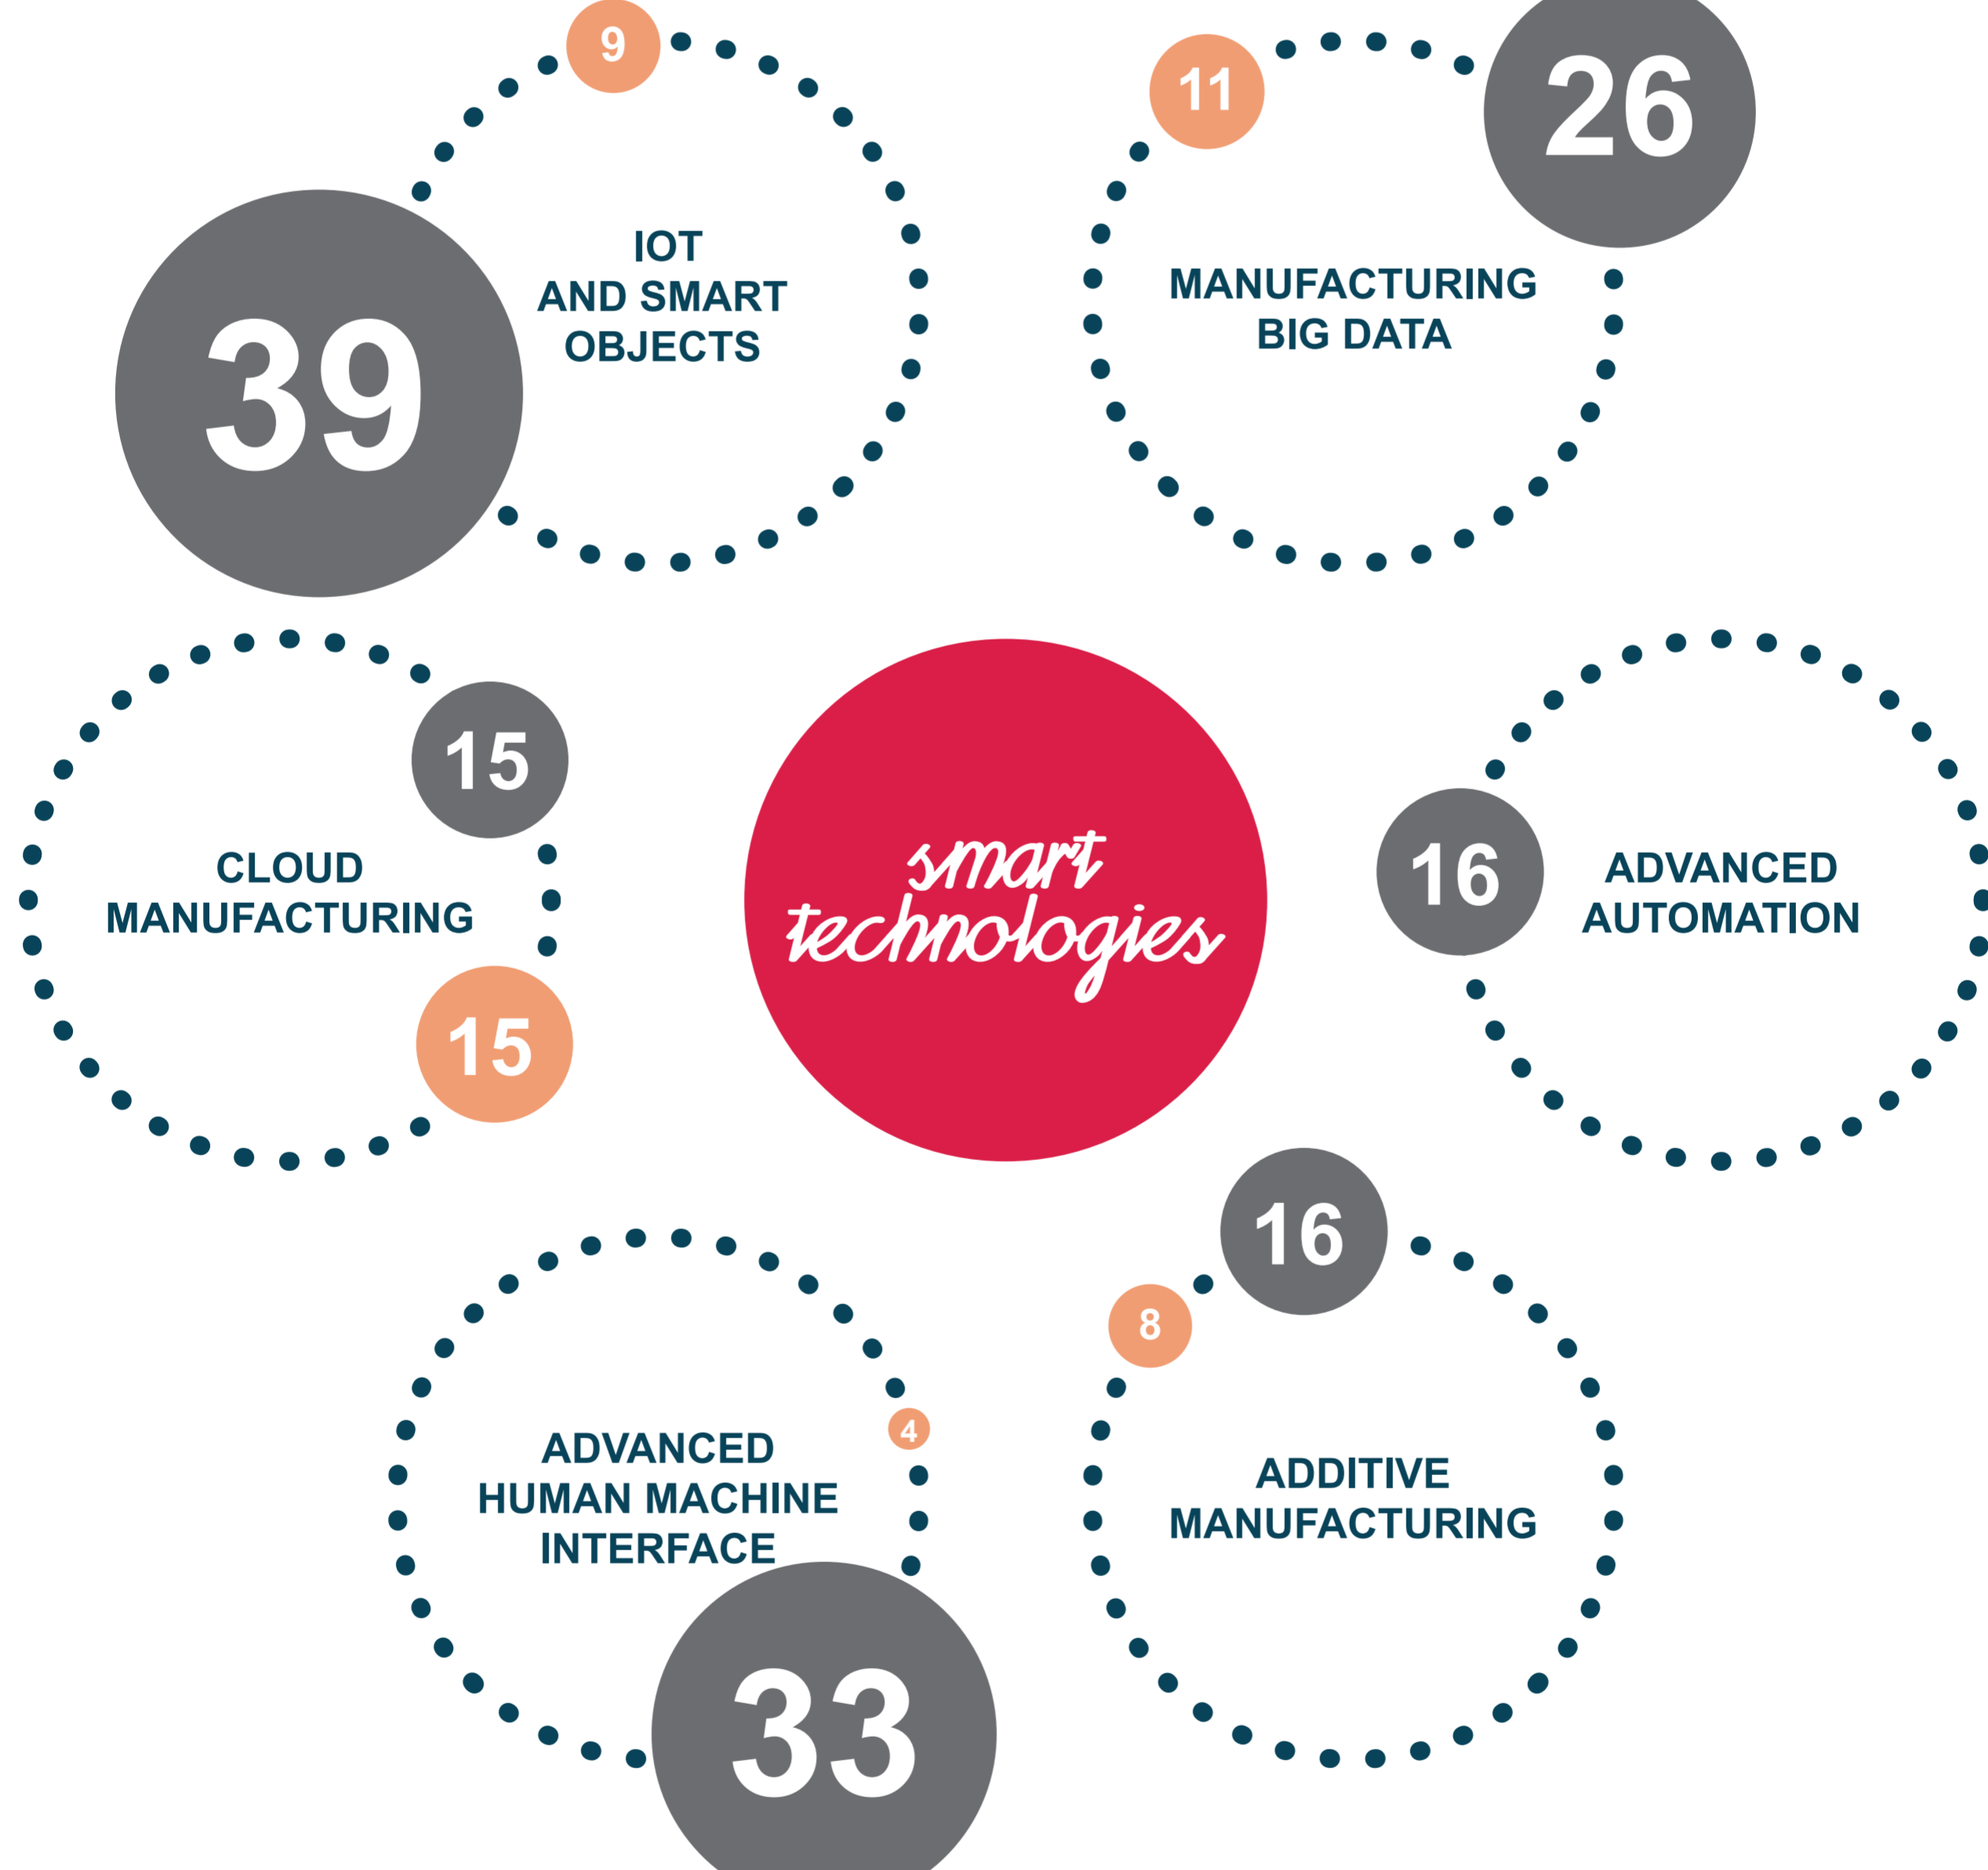 9
11
26
39
IOT
AND SMART
OBJECTS
MANUFACTURING
BIG DATA
15
CLOUD
MANUFACTURING
15
smart
technologies
16
ADVANCED
AUTOMATION
16
8
4
ADVANCED
HUMAN MACHINE
INTERFACE
33
ADDITIVE
MANUFACTURING